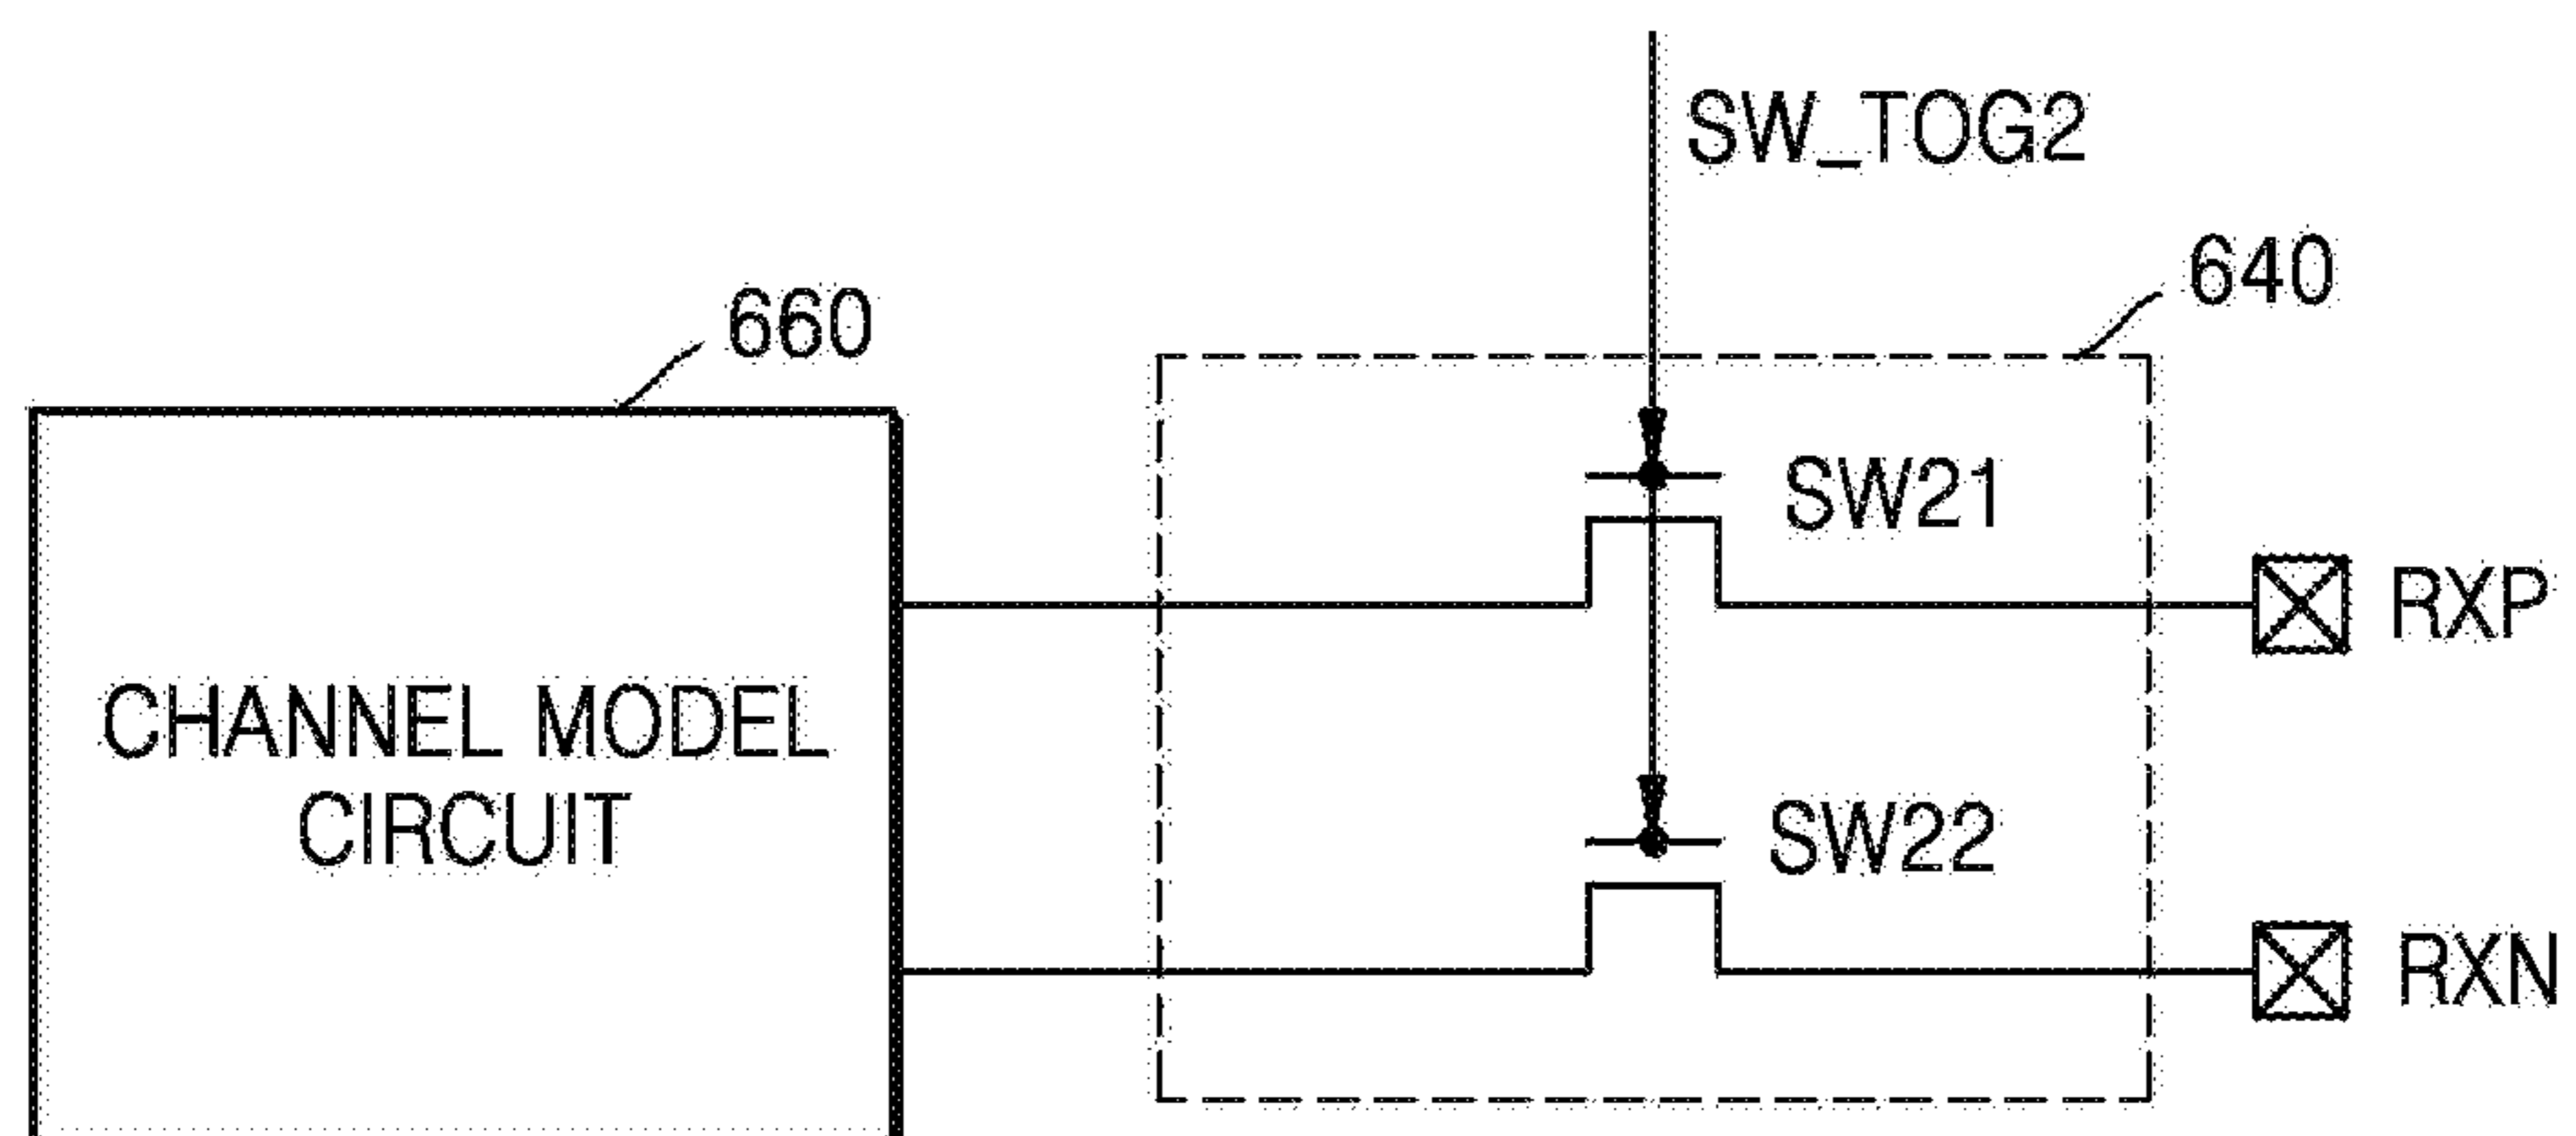 SW_TOG2
640
660
SW21
RXP
CHANNEL MODEL
CIRCUIT
SW22
RXN